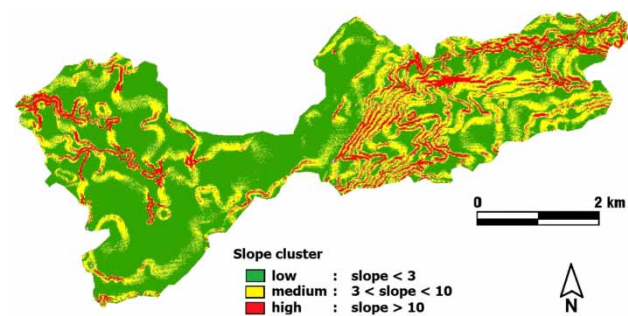 0 2 km
Slope cluster
low : slope < 3
medium : 3 < slope < 10
high : slope > 10
N